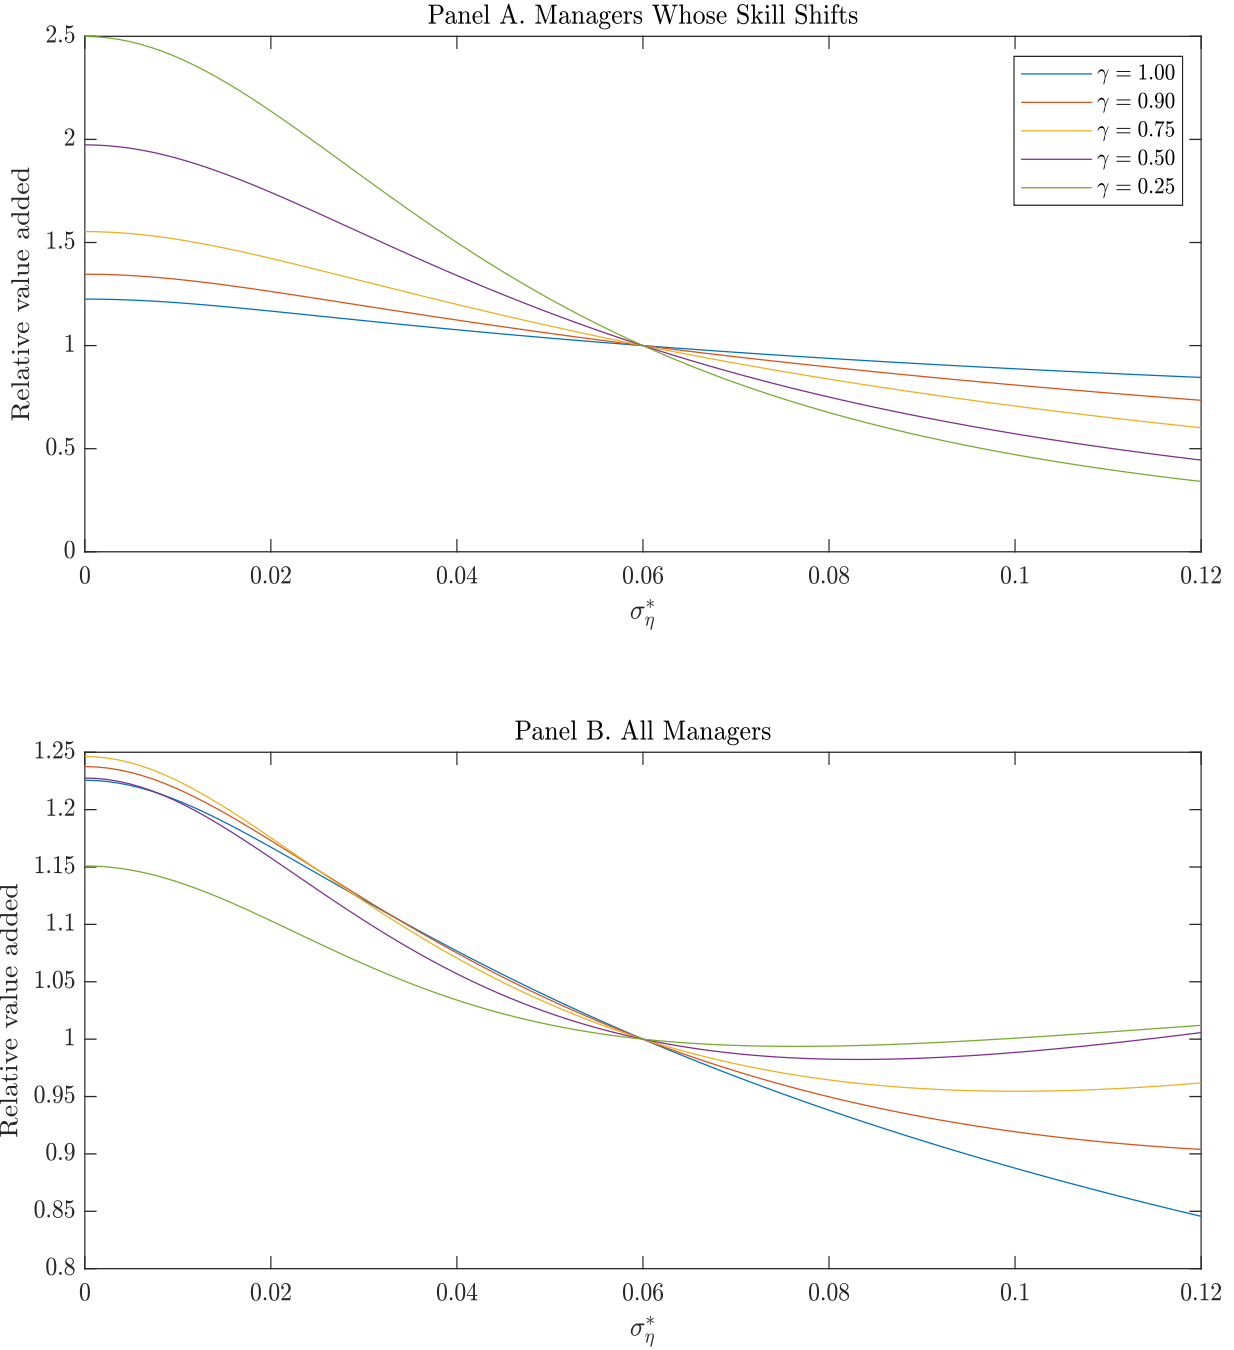 Panel A. Managers Whose Skill Shifts
2.5
2
1.5
1
0.5
0
Relative value added
γ = 1.00
γ = 0.90
γ = 0.75
γ = 0.50
γ = 0.25
0 0.02 0.04 0.06 0.08 0.1 0.12
σ*η
Panel B. All Managers
1.25
1.2
1.15
1.1
1.05
1
0.95
0.9
0.85
0.8
Relative value added
0 0.02 0.04 0.06 0.08 0.1 0.12
σ*η